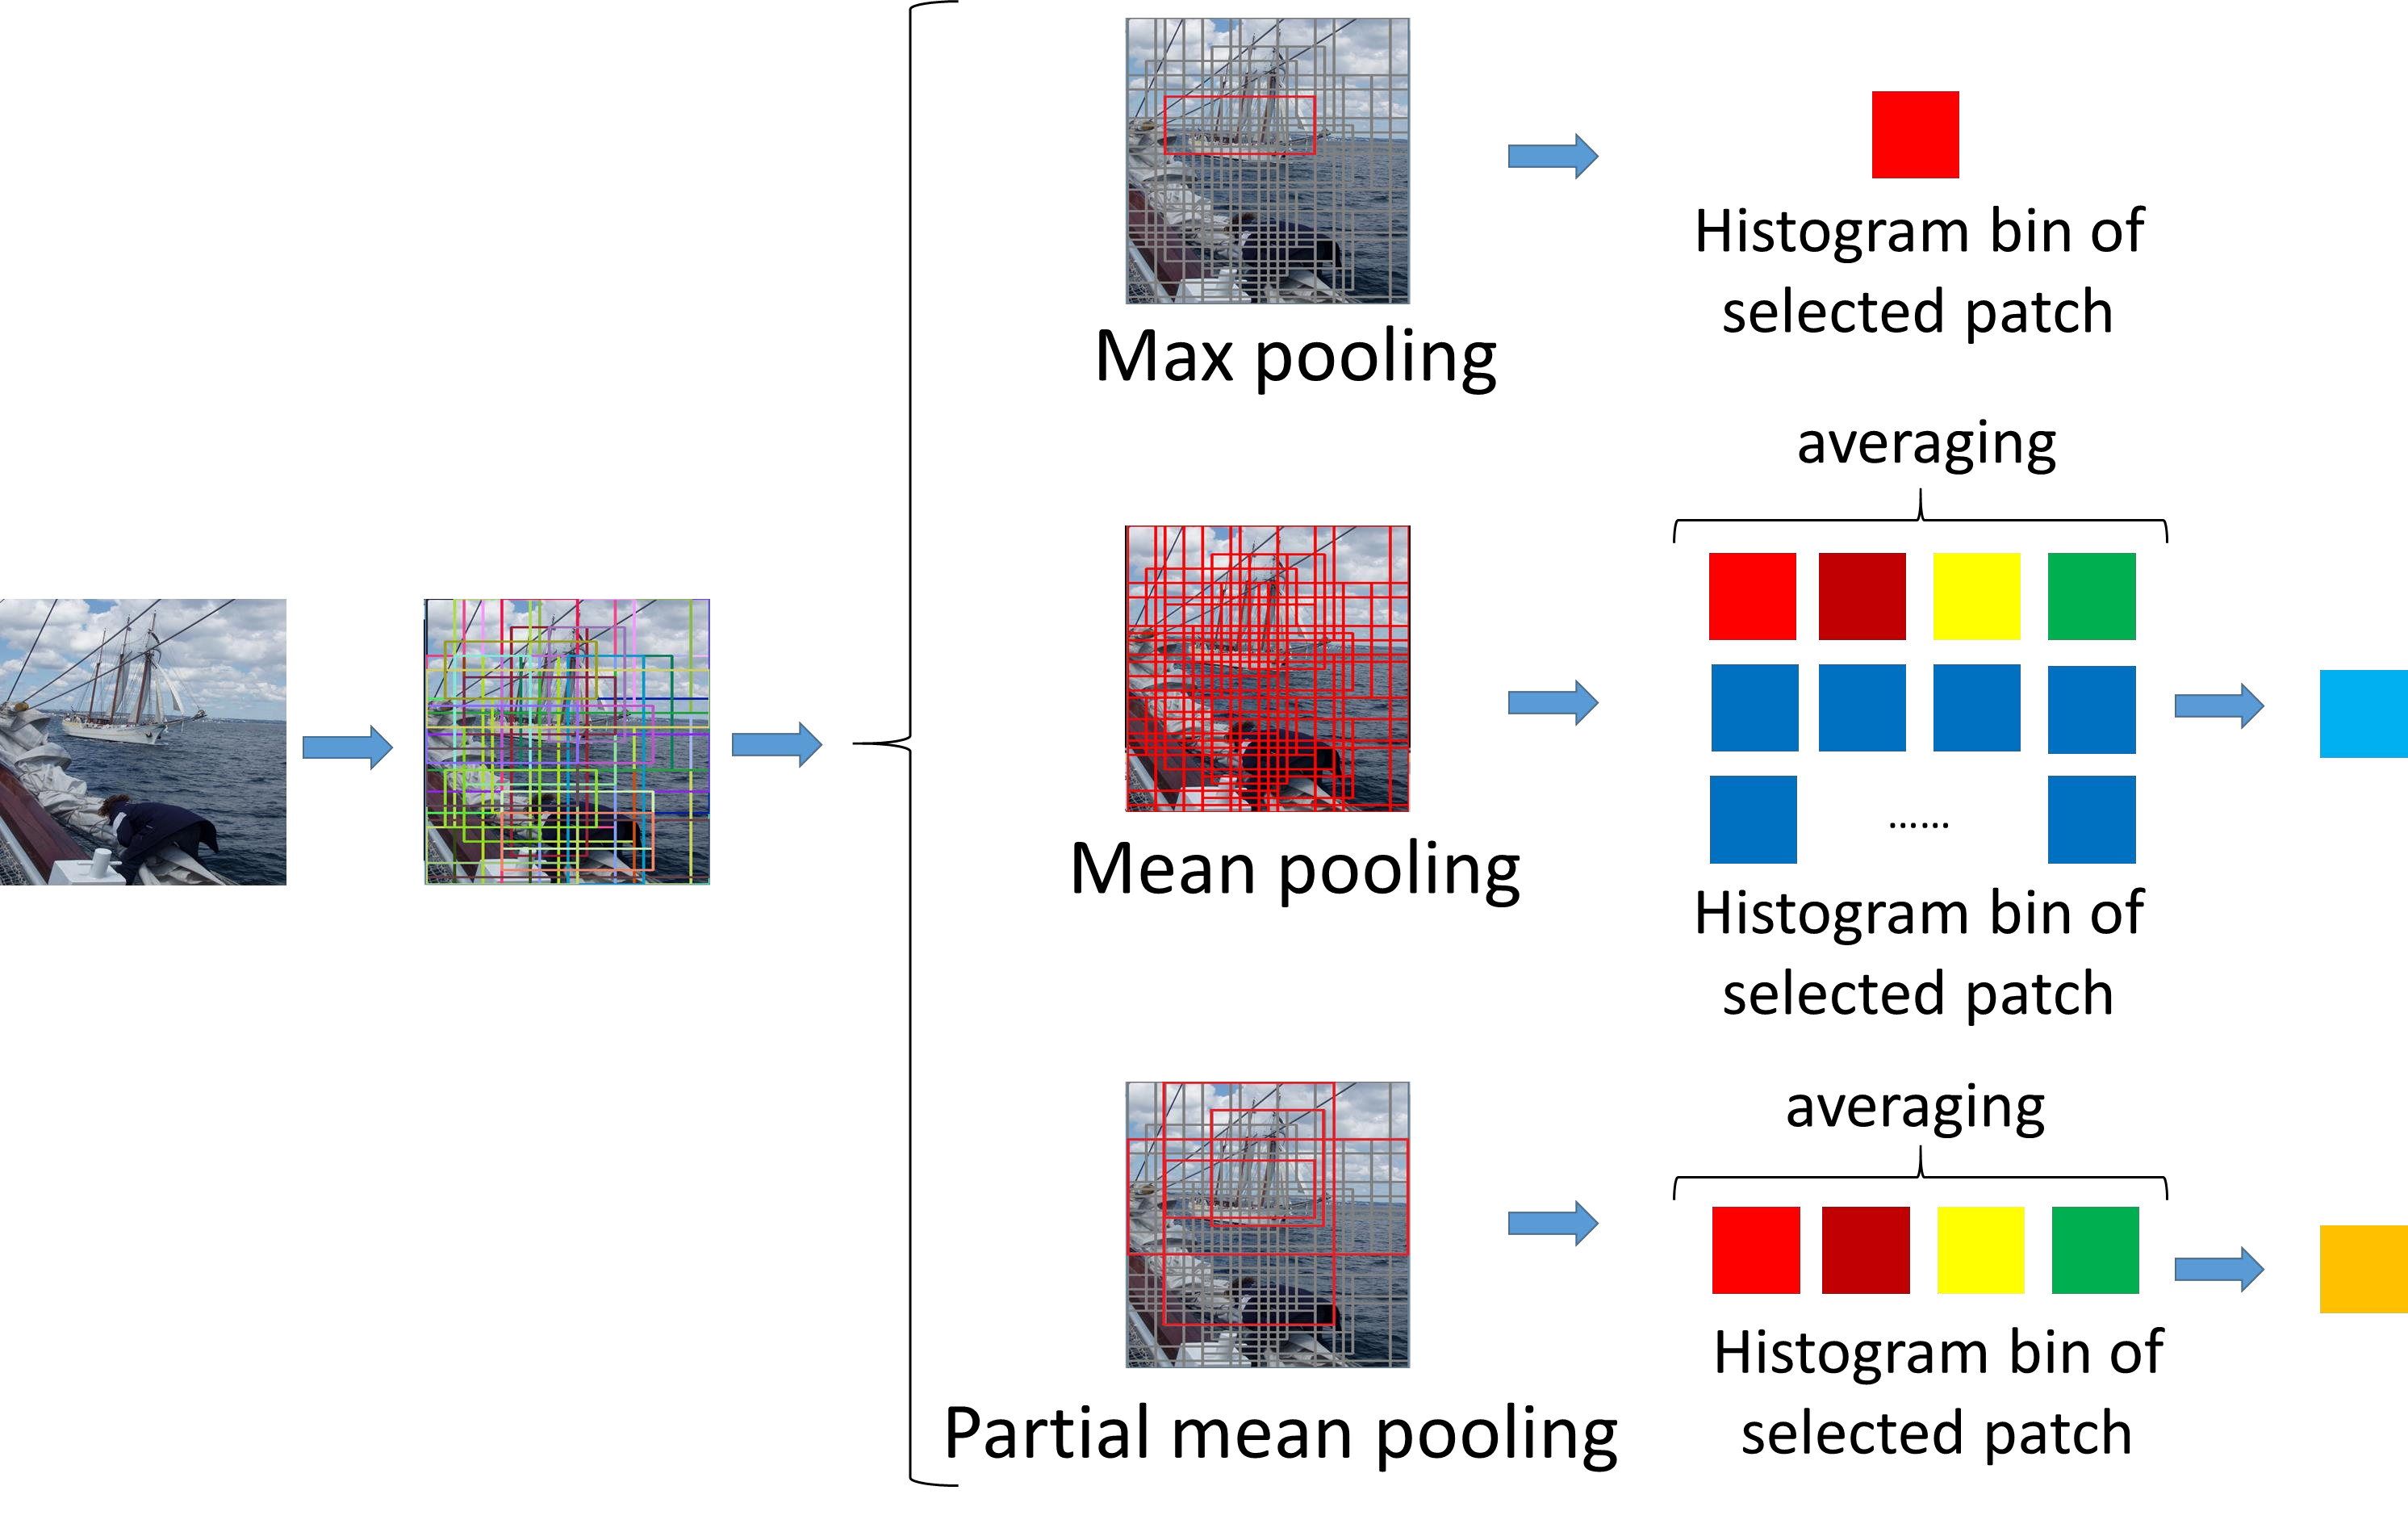 Histogram bin of
selected patch
Max pooling
averaging
......
Mean pooling
Histogram bin of
selected patch
averaging
Histogram bin of
selected patch
Partial mean pooling